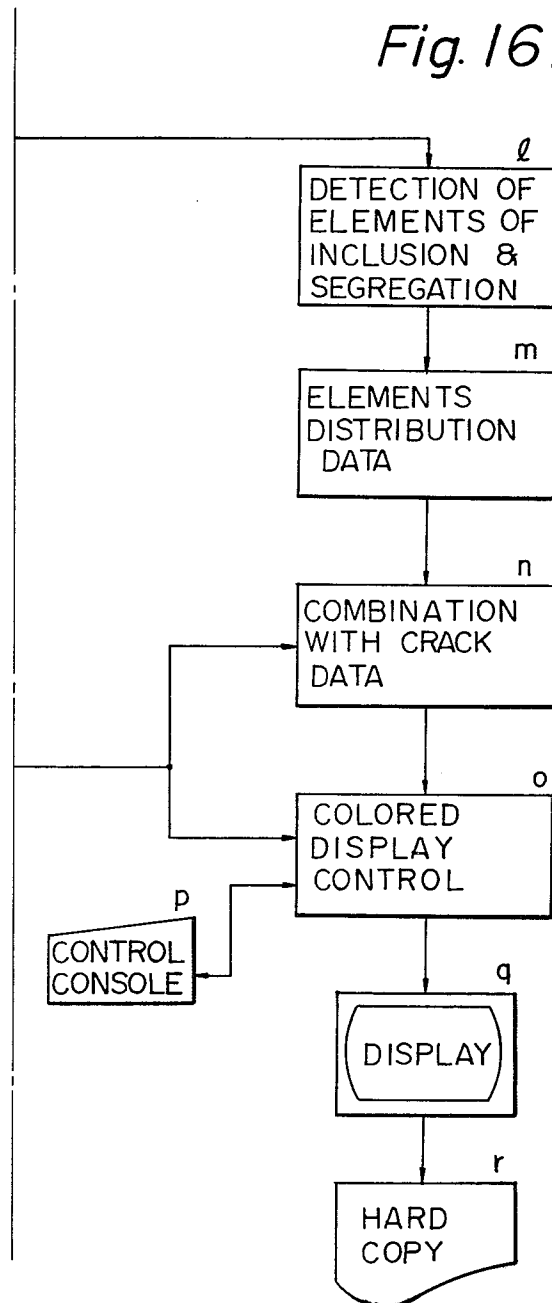 Fig. 16.
ℓ
DETECTION OF
ELEMENTS OF
INCLUSION &
SEGREGATION
m
ELEMENTS
DISTRIBUTION
DATA
n
COMBINATION
WITH CRACK
DATA
o
COLORED
DISPLAY
CONTROL
p
CONTROL
CONSOLE
q
DISPLAY
r
HARD
COPY